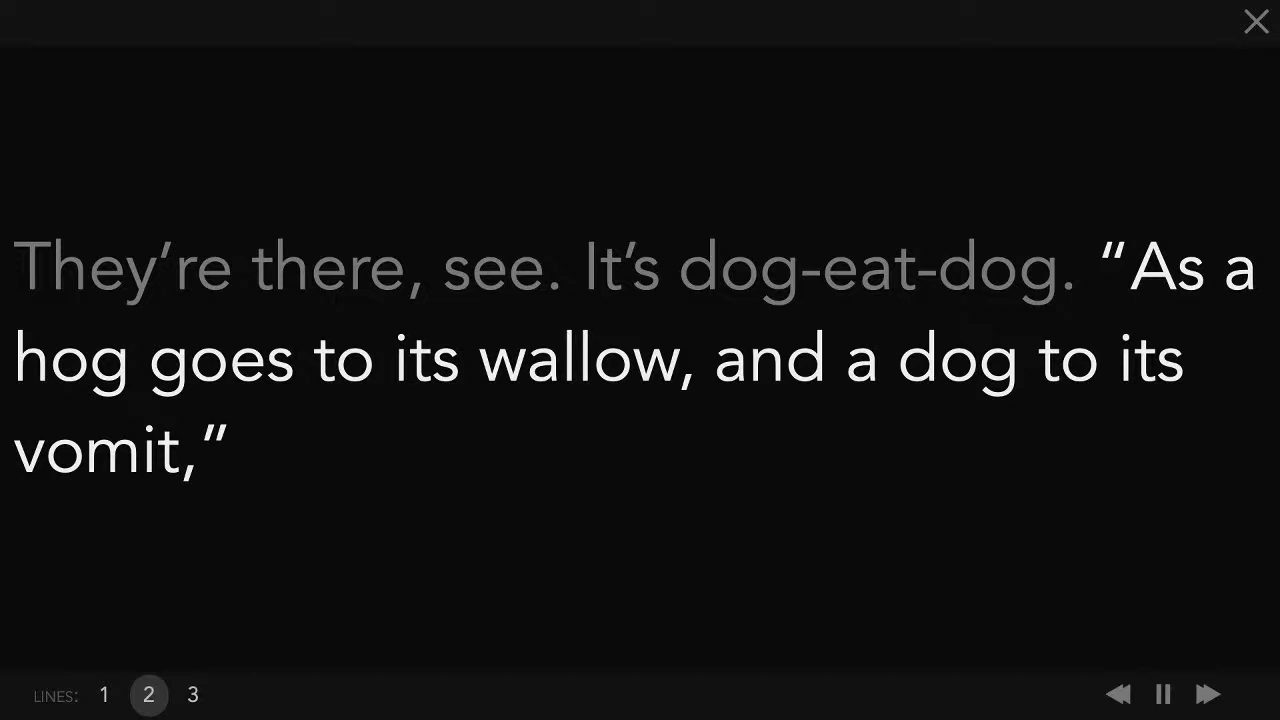 They’re there, see. It’s dog-eat-dog. “As a
hog goes to its wallow, and a dog to its
vomit,”
LINES: 1 2 3